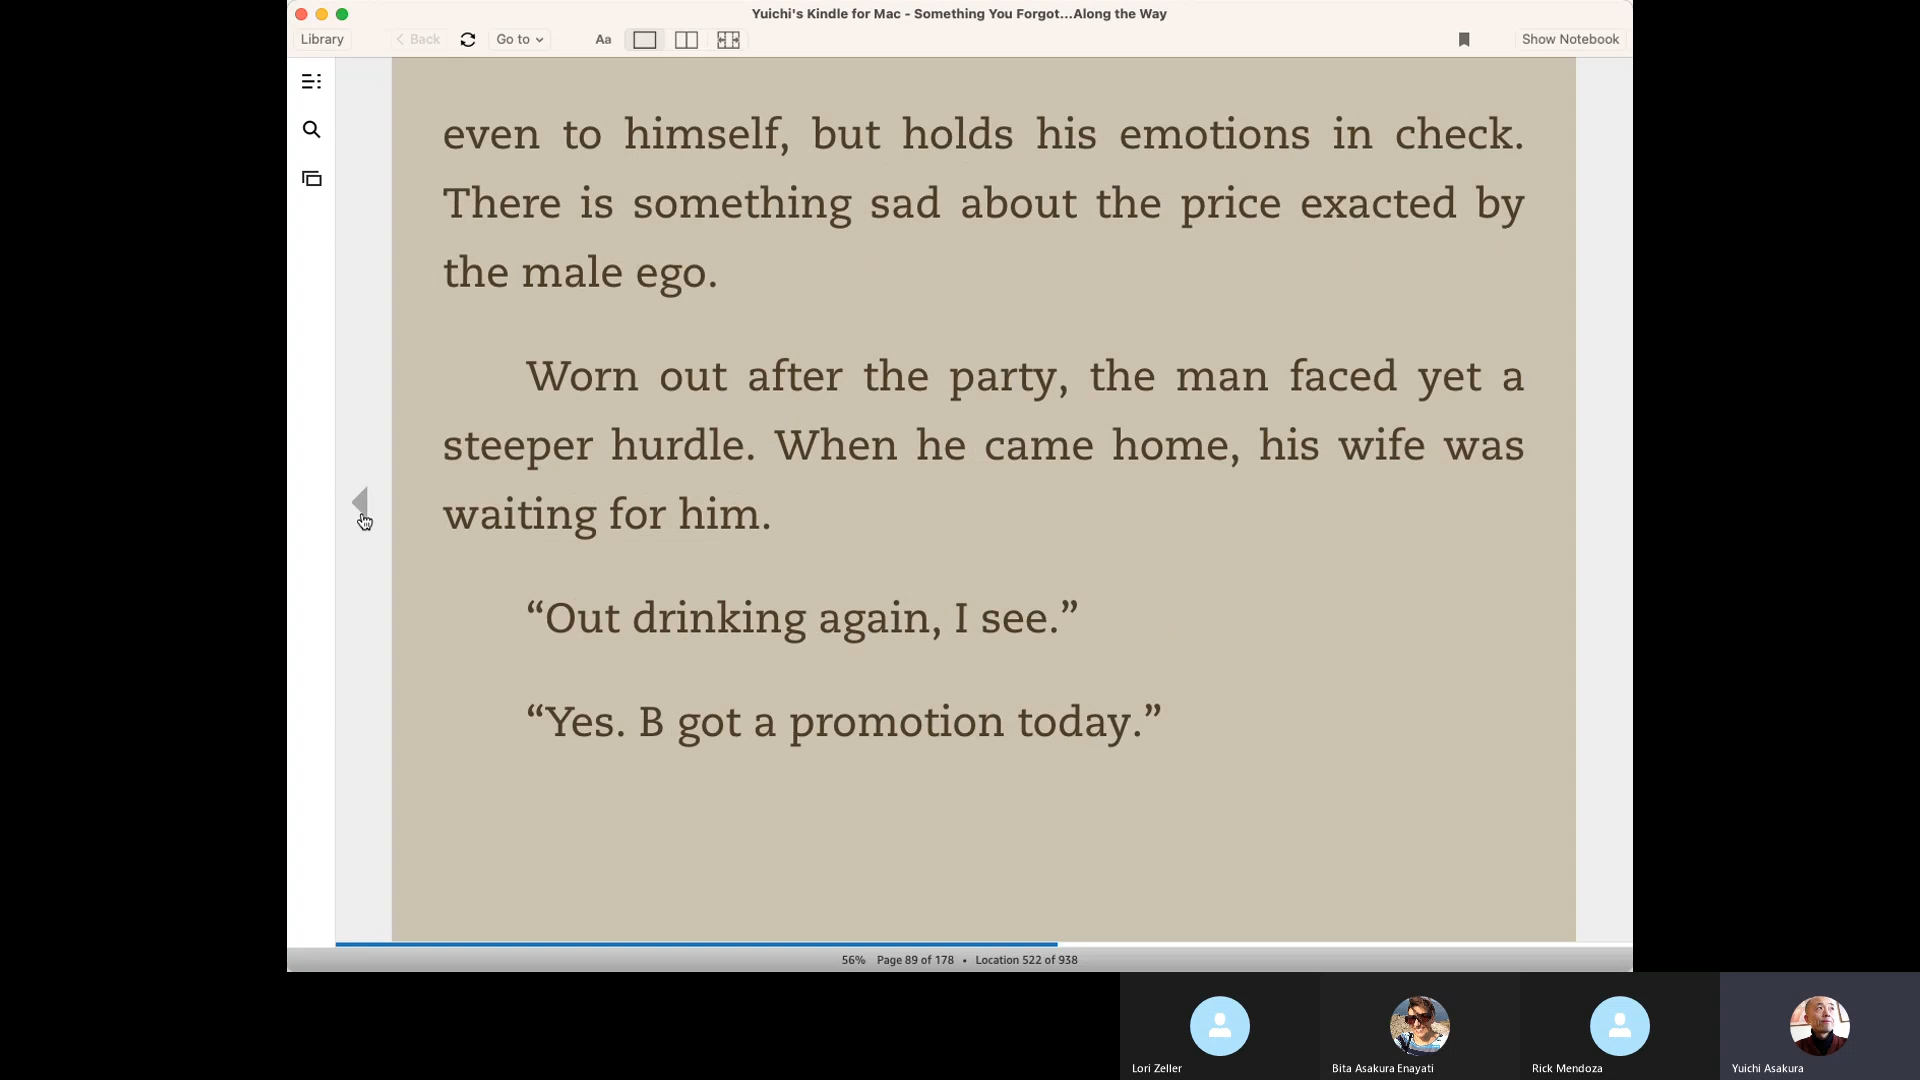 Yuichi's Kindle for Mac - Something You Forgot...Along the Way
Library
Back
Go to
Aa
Show Notebook
even to himself, but holds his emotions in check.
There is something sad about the price exacted by
the male ego.
Worn out after the party, the man faced yet a
steeper hurdle. When he came home, his wife was
waiting for him.
“Out drinking again, I see.”
“Yes. B got a promotion today.”
56% Page 89 of 178 • Location 522 of 938
Lori Zeller
Bita Asakura Enayati
Rick Mendoza
Yuichi Asakura